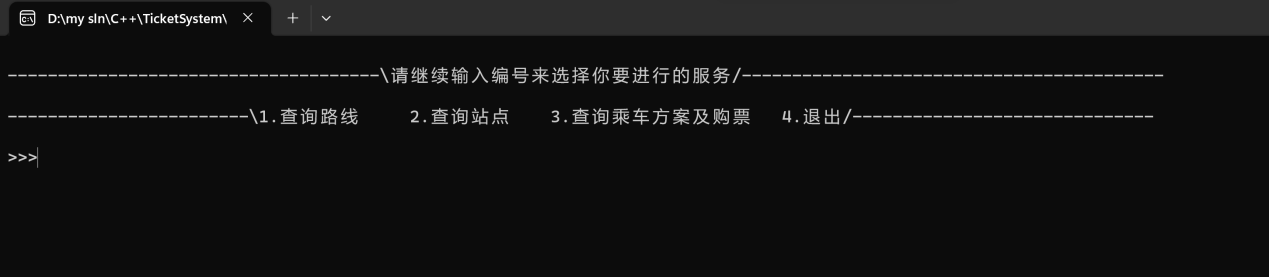 D:\my sln\C++\TicketSystem\
-------------------------------------\请继续输入编号来选择你要进行的服务/------------------------------------------
------------------------\1.查询路线     2.查询站点    3.查询乘车方案及购票   4.退出/------------------------------
>>>